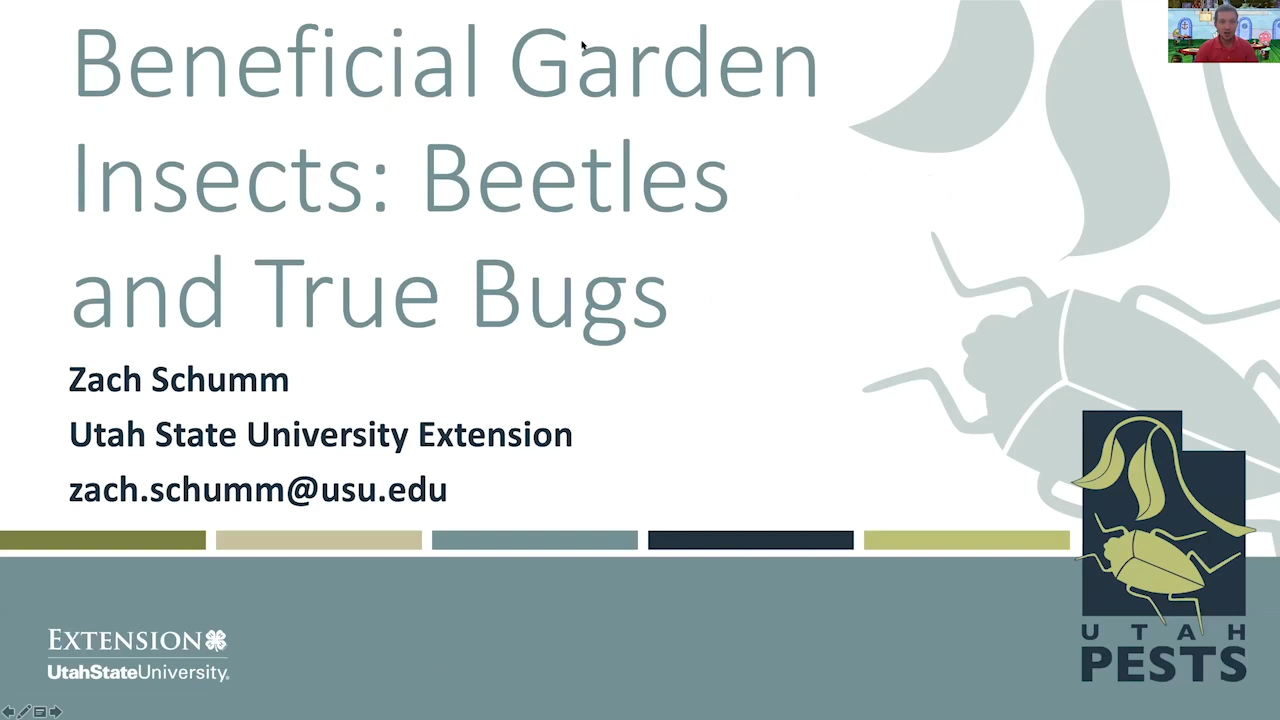 Beneficial Garden
Insects: Beetles
and True Bugs
Zach Schumm
Utah State University Extension
zach.schumm@usu.edu
EXTENSION
UtahStateUniversity.
UTAH
PESTS